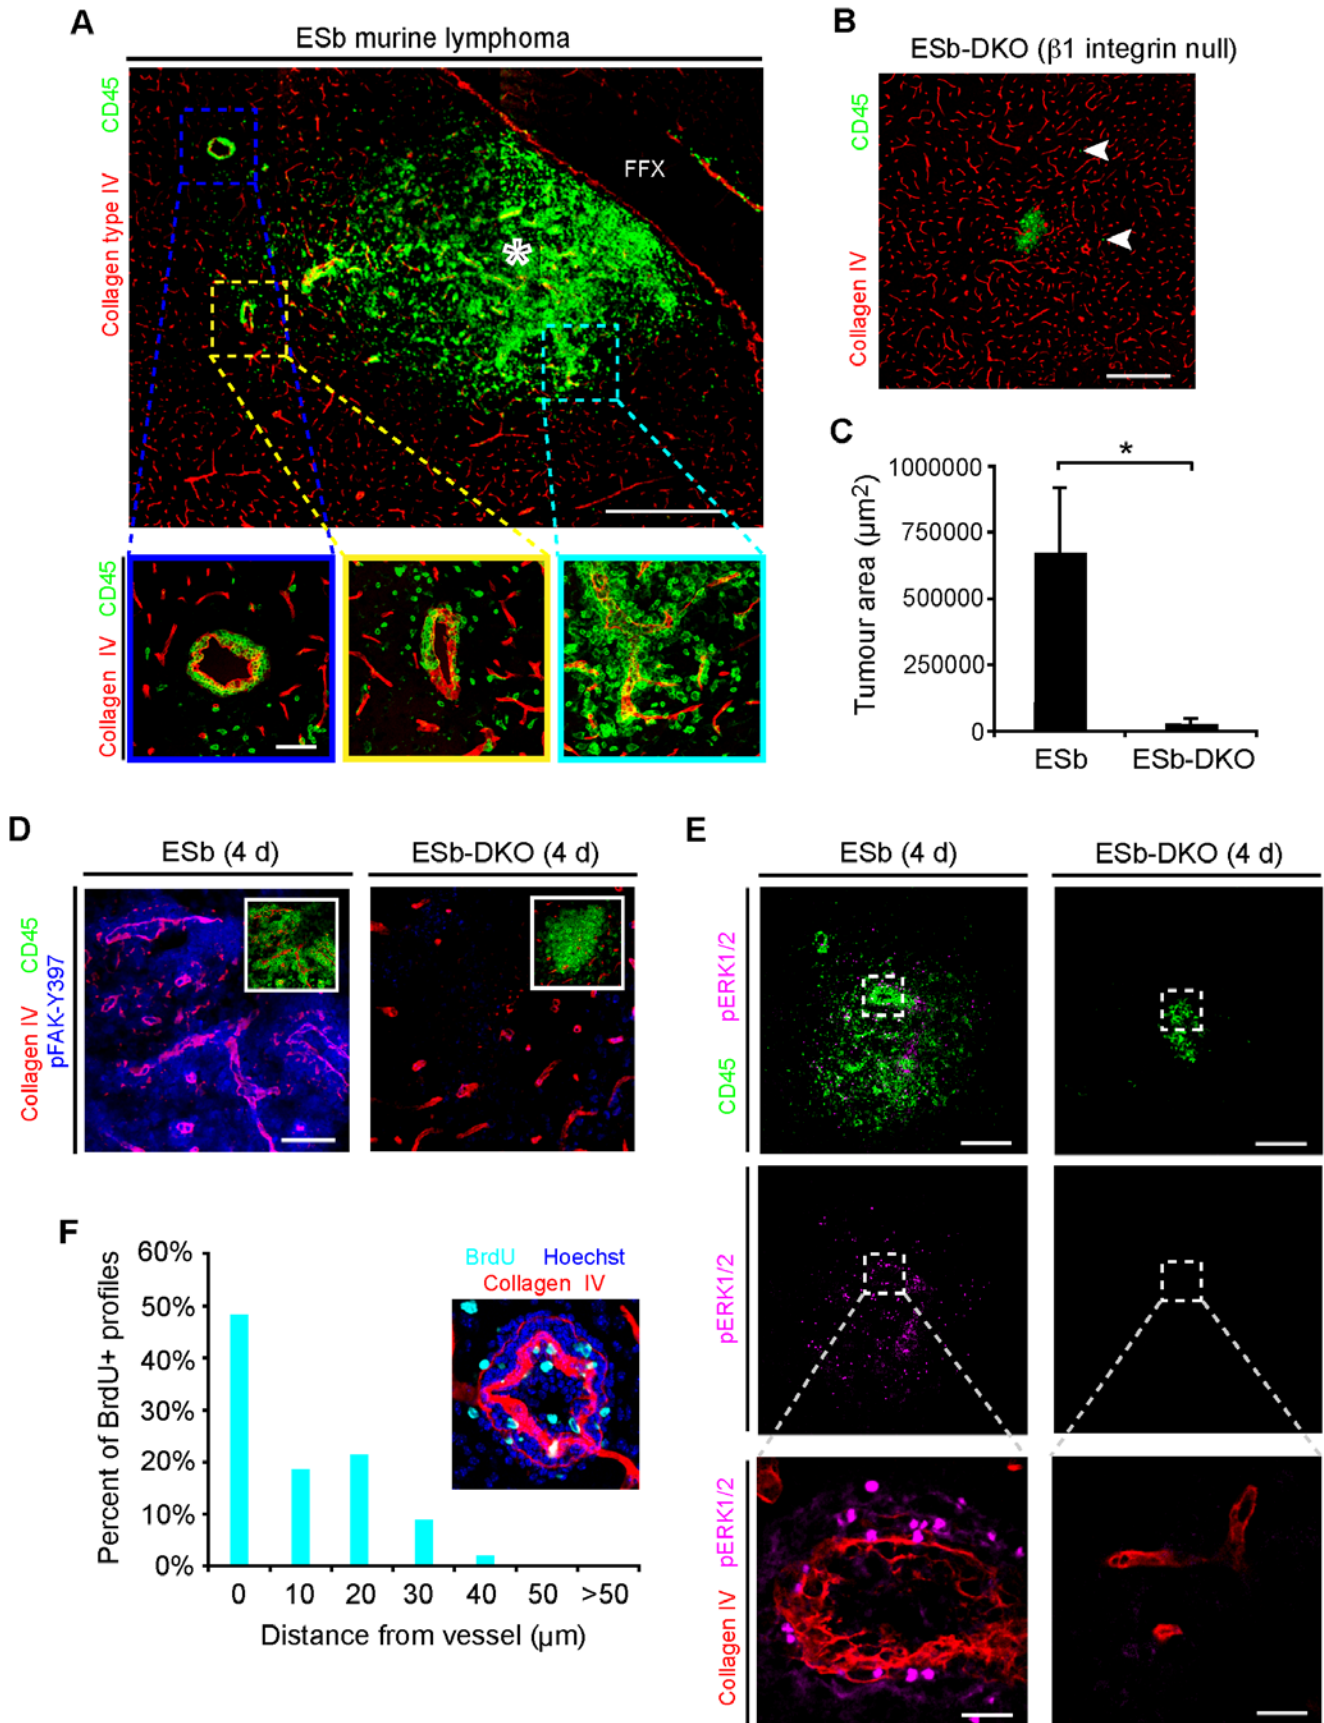 A
ESb murine lymphoma
Collagen type IV CD45
FFX
*
Collagen IV CD45
B
ESb-DKO (β1 integrin null)
Collagen IV CD45
C
*
Tumour area (µm²)
1000000
750000
500000
250000
0
ESb ESb-DKO
D
ESb (4 d) ESb-DKO (4 d)
Collagen IV CD45
pFAK-Y397
E
ESb (4 d) ESb-DKO (4 d)
CD45 pERK1/2
pERK1/2
Collagen IV pERK1/2
F
Percent of BrdU+ profiles
60%
50%
40%
30%
20%
10%
0%
BrdU Hoechst
Collagen IV
0 10 20 30 40 50 >50
Distance from vessel (µm)